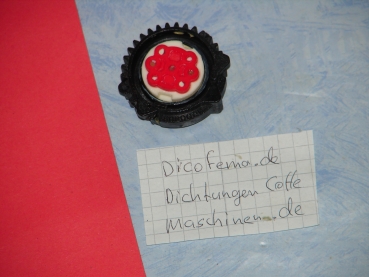 Dicofema.de
Dichtungen Coffe
Maschinen.de